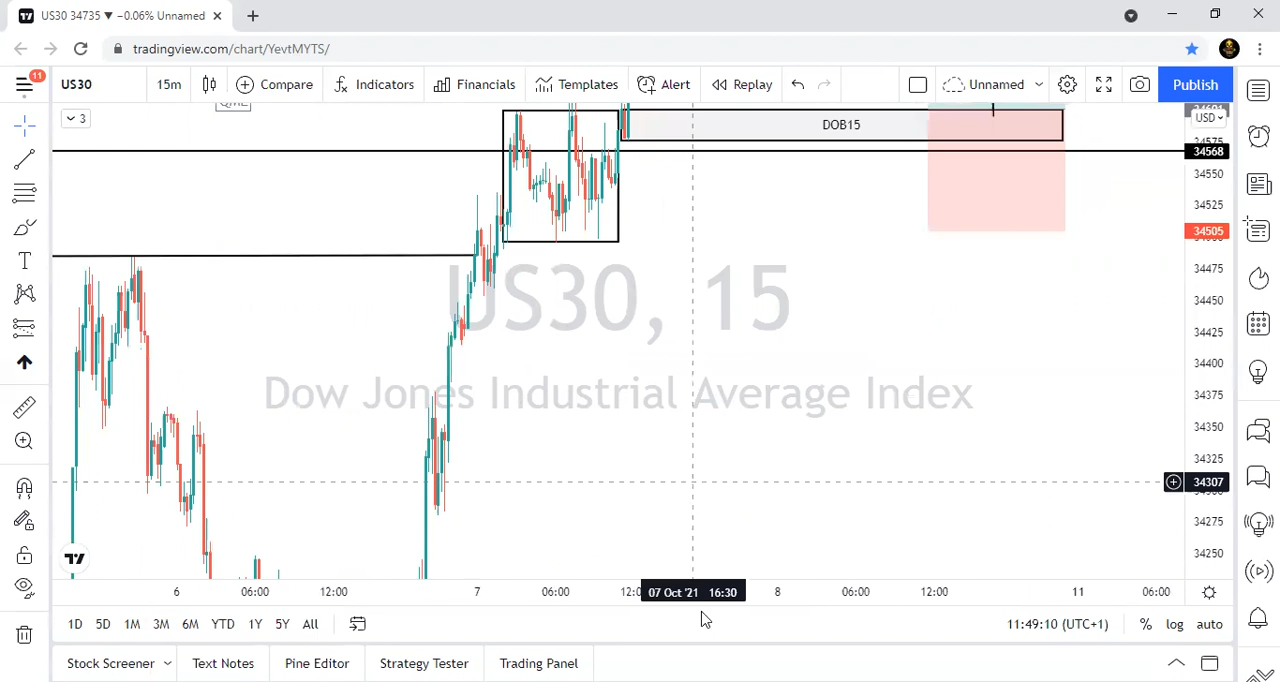 US30 34735 ▼ −0.06% Unnamed
tradingview.com/chart/YevtMYTS/
11
US30
15m
Compare
Indicators
Financials
Templates
Alert
Replay
Unnamed
Publish
3
USD
DOB15
34568
34550
34525
34505
34475
34450
34425
34400
34375
34350
34325
34307
34275
34250
US30, 15
Dow Jones Industrial Average Index
6
06:00
12:00
7
06:00
07 Oct '21 16:30
8
06:00
12:00
11
06:00
1D 5D 1M 3M 6M YTD 1Y 5Y All
11:49:10 (UTC+1)
% log auto
Stock Screener
Text Notes
Pine Editor
Strategy Tester
Trading Panel